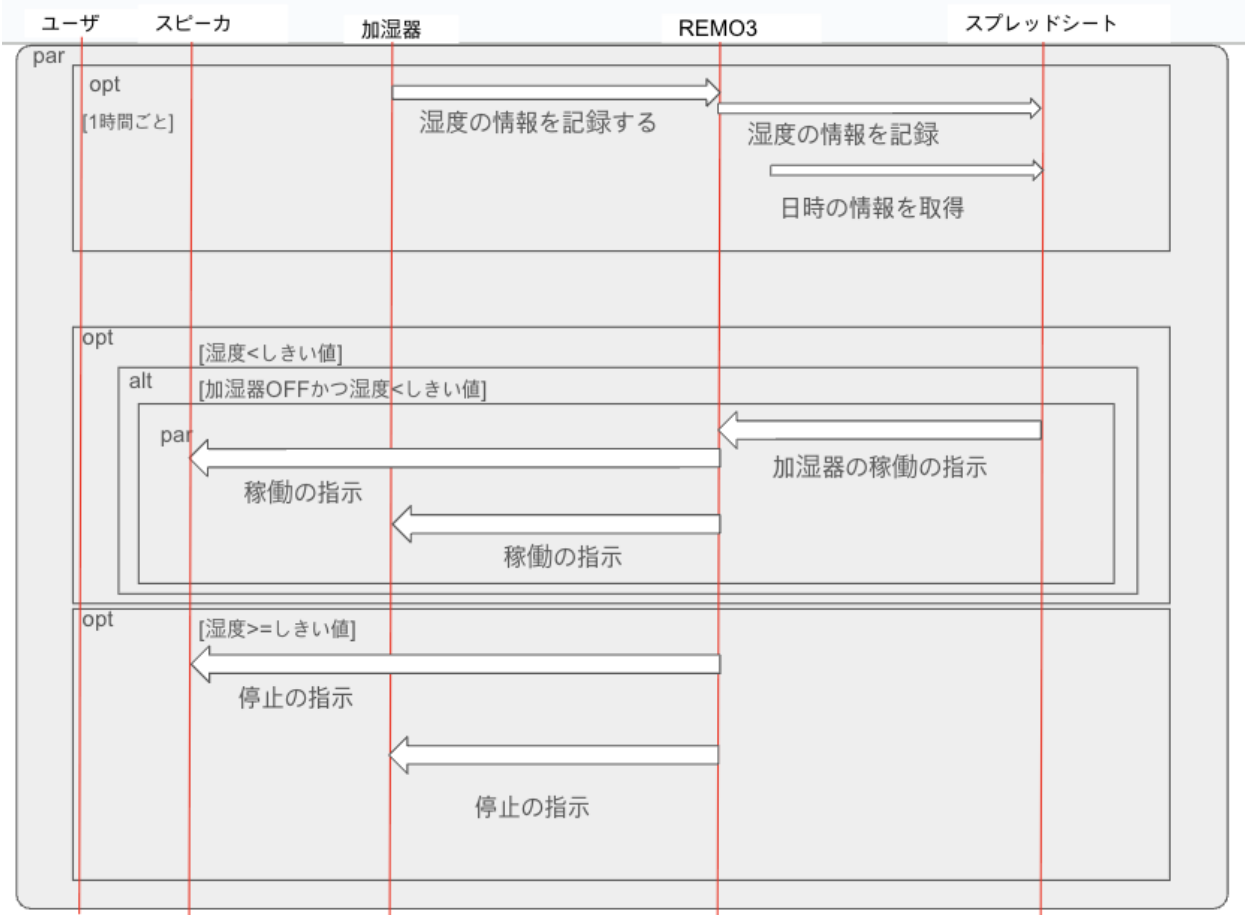 ユーザ
スピーカ
加湿器
REMO3
スプレッドシート
par
opt
[1時間ごと]
湿度の情報を記録する
湿度の情報を記録
日時の情報を取得
opt
[湿度<しきい値]
alt
[加湿器OFFかつ湿度<しきい値]
par
加湿器の稼働の指示
稼働の指示
稼働の指示
opt
[湿度>=しきい値]
停止の指示
停止の指示